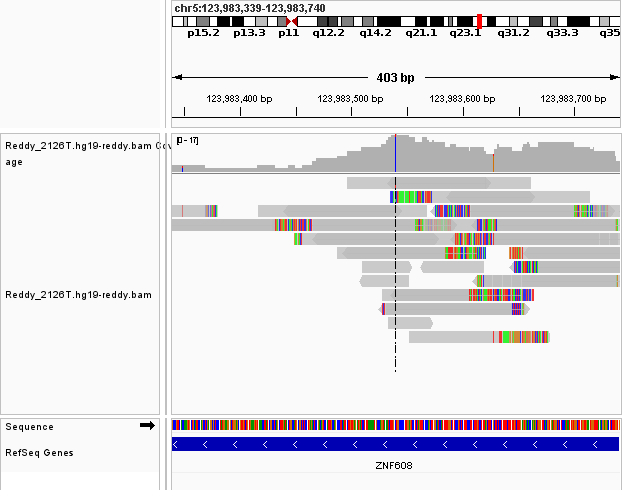 chr5:123,983,339-123,983,740
p15.2 p13.3 p11 q12.2 q14.2 q21.1 q23.1 q31.2 q33.3 q35
403 bp
123,983,400 bp 123,983,500 bp 123,983,600 bp 123,983,700 bp
Reddy_2126T.hg19-reddy.bam Cov
age
[0 - 17]
Reddy_2126T.hg19-reddy.bam
Sequence
RefSeq Genes
ZNF608